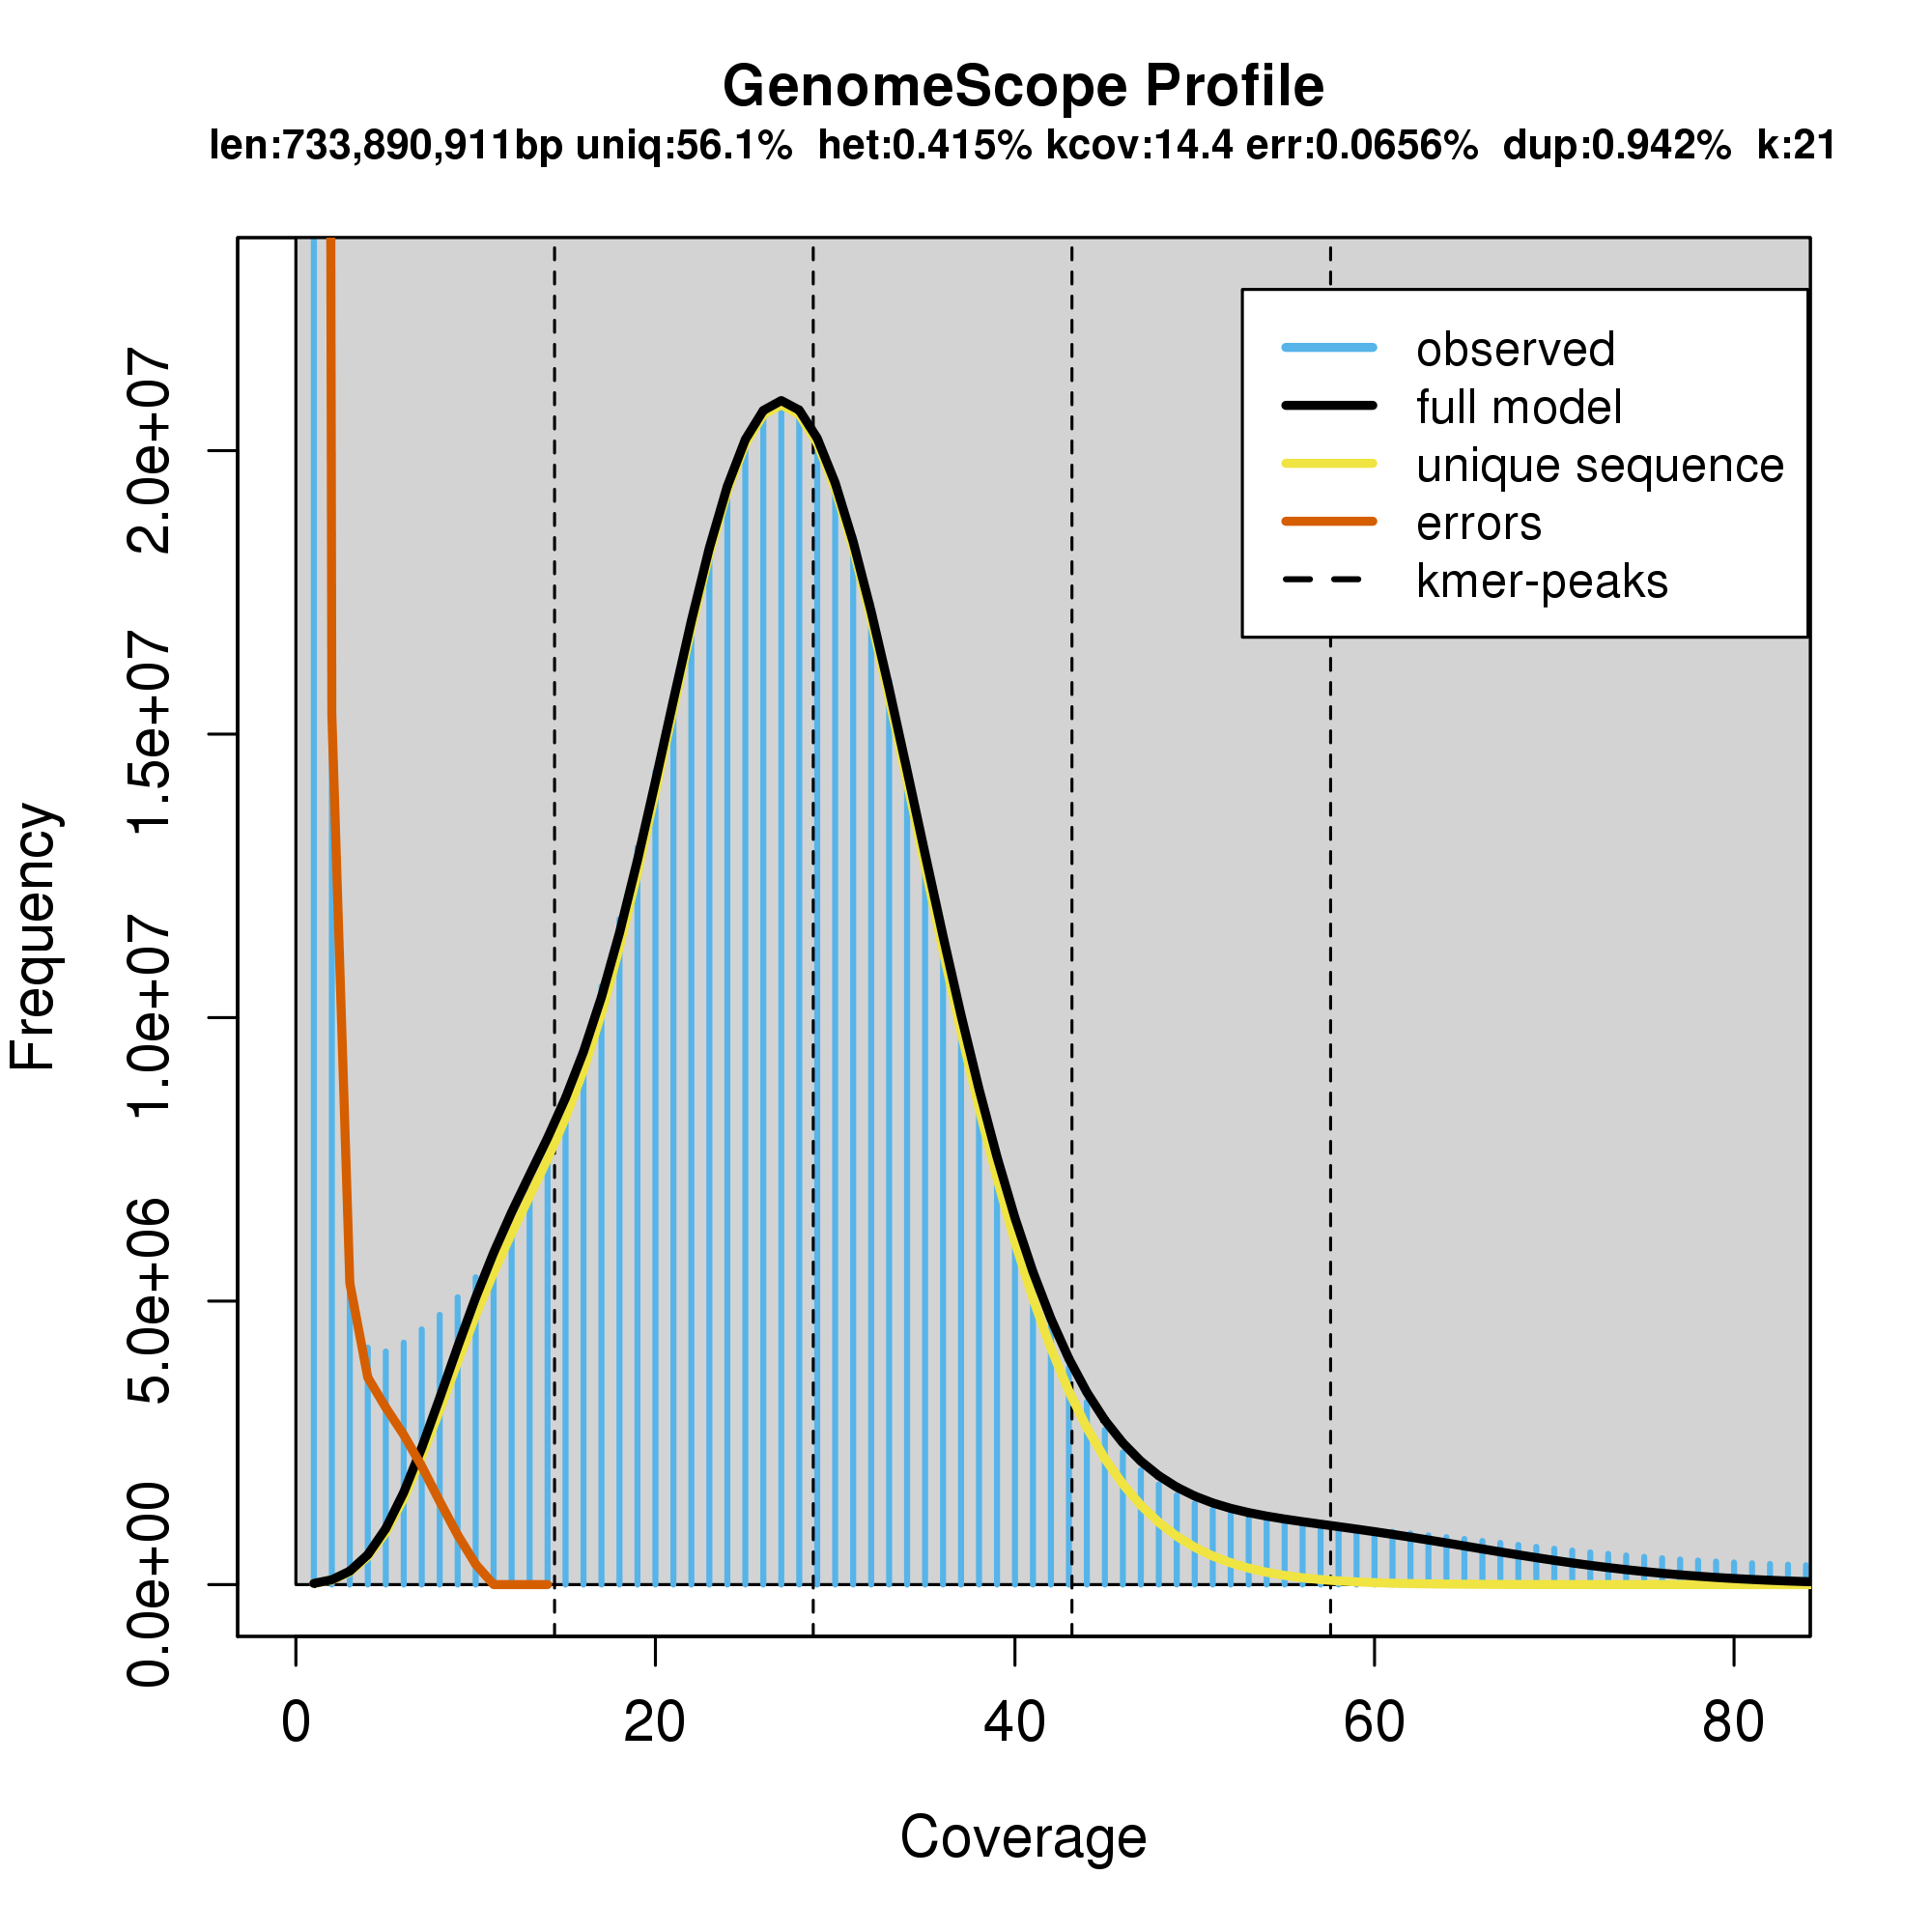 GenomeScope Profile
len:733,890,911bp uniq:56.1% het:0.415% kcov:14.4 err:0.0656% dup:0.942% k:21
observed
full model
unique sequence
errors
kmer-peaks
Frequency
2.0e+07
1.5e+07
1.0e+07
5.0e+06
0.0e+00
0 20 40 60 80
Coverage